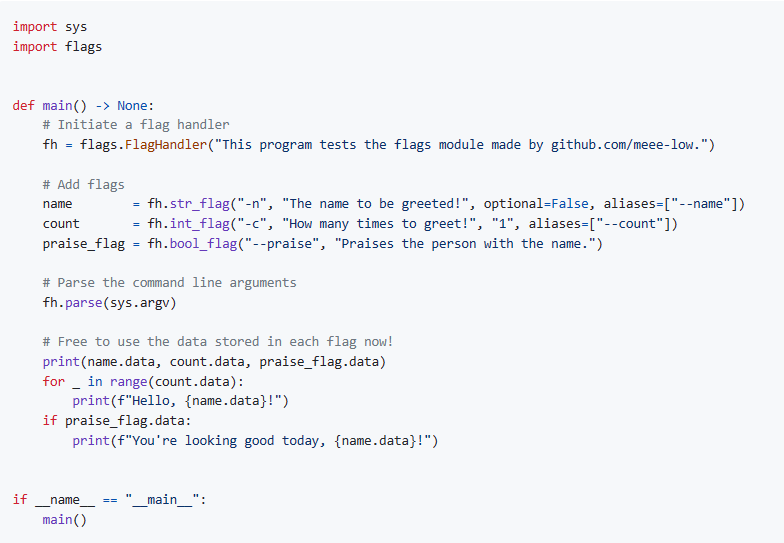 import sys
import flags
def main() -> None:
    # Initiate a flag handler
    fh = flags.FlagHandler("This program tests the flags module made by github.com/meee-low.")
    # Add flags
    name        = fh.str_flag("-n", "The name to be greeted!", optional=False, aliases=["--name"])
    count       = fh.int_flag("-c", "How many times to greet!", "1", aliases=["--count"])
    praise_flag = fh.bool_flag("--praise", "Praises the person with the name.")
    # Parse the command line arguments
    fh.parse(sys.argv)
    # Free to use the data stored in each flag now!
    print(name.data, count.data, praise_flag.data)
    for _ in range(count.data):
        print(f"Hello, {name.data}!")
    if praise_flag.data:
        print(f"You're looking good today, {name.data}!")
if __name__ == "__main__":
    main()